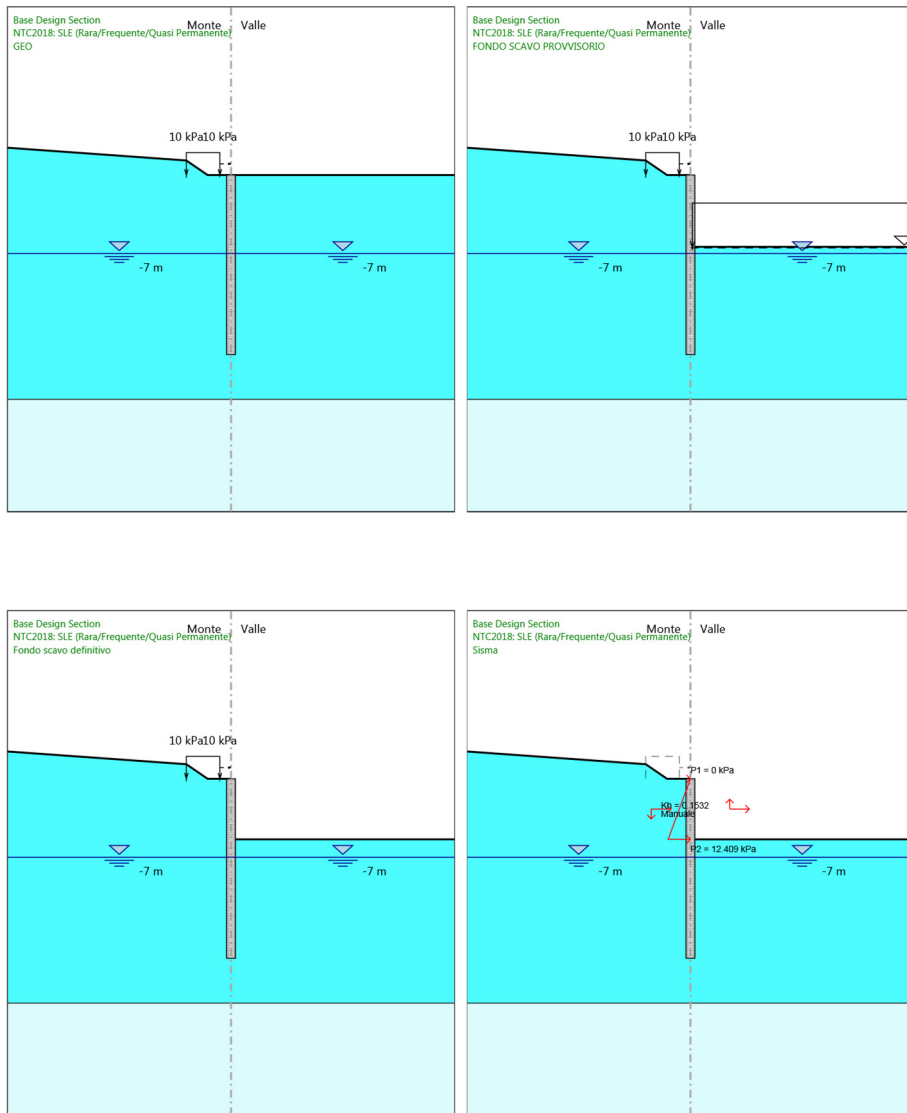 Base Design Section
NTC2018: SLE (Rara/Frequente/Quasi Permanente)
GEO
Monte Valle
10 kPa10 kPa
-7 m
-7 m
Base Design Section
NTC2018: SLE (Rara/Frequente/Quasi Permanente)
FONDO SCAVO PROVVISORIO
Monte Valle
10 kPa10 kPa
-7 m
-7 m
Base Design Section
NTC2018: SLE (Rara/Frequente/Quasi Permanente)
Fondo scavo definitivo
Monte Valle
10 kPa10 kPa
-7 m
-7 m
Base Design Section
NTC2018: SLE (Rara/Frequente/Quasi Permanente)
Sisma
Monte Valle
P1 = 0 kPa
= 0.1532
Manuale
P2 = 12.409 kPa
-7 m
-7 m